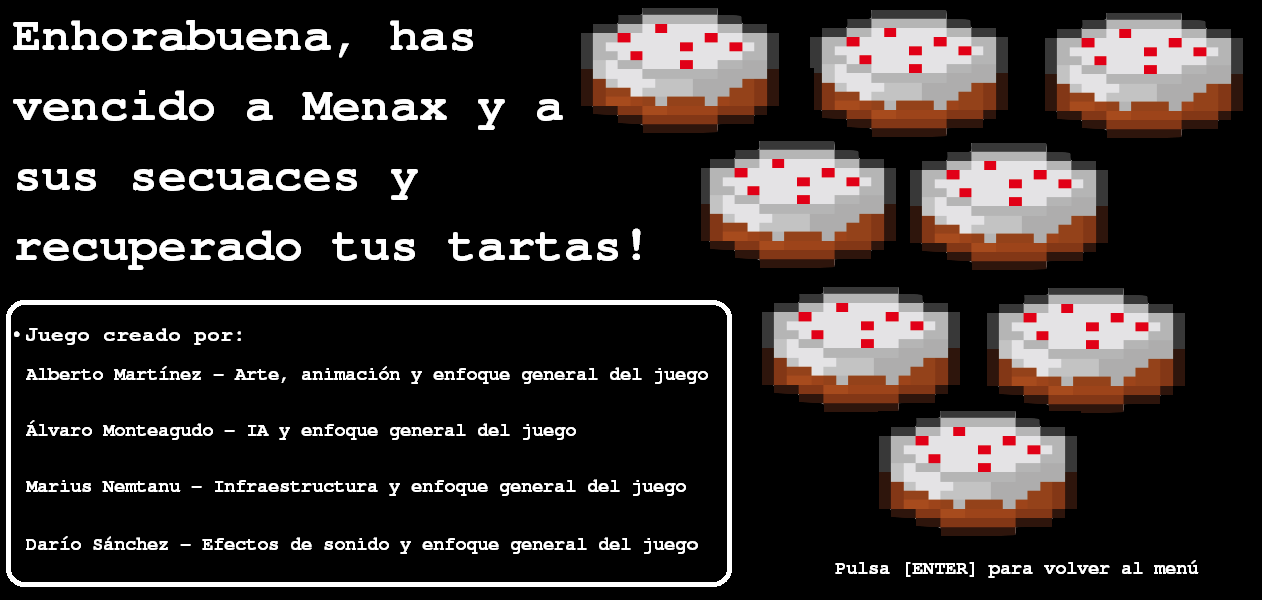 Enhorabuena, has
vencido a Menax y a
sus secuaces y
recuperado tus tartas!
•Juego creado por:
Alberto Martínez – Arte, animación y enfoque general del juego
Álvaro Monteagudo – IA y enfoque general del juego
Marius Nemtanu – Infraestructura y enfoque general del juego
Darío Sánchez – Efectos de sonido y enfoque general del juego
Pulsa [ENTER] para volver al menú